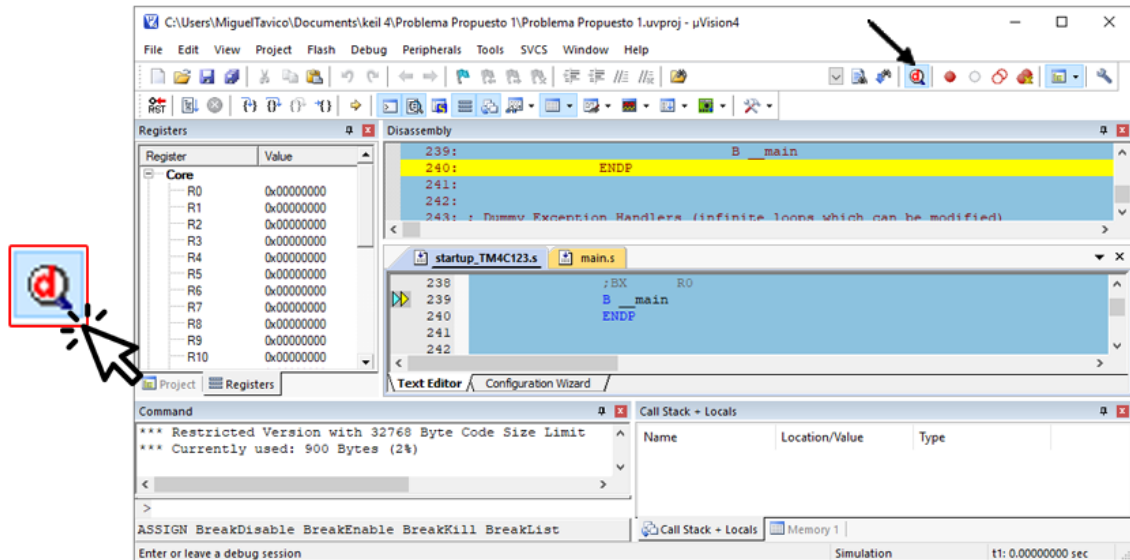 C:\Users\MiguelTavico\Documents\keil 4\Problema Propuesto 1\Problema Propuesto 1.uvproj - µVision4
File Edit View Project Flash Debug Peripherals Tools SVCS Window Help
RST
Registers
Disassembly
Register Value
Core
R0 0x00000000
R1 0x00000000
R2 0x00000000
R3 0x00000000
R4 0x00000000
R5 0x00000000
R6 0x00000000
R7 0x00000000
R8 0x00000000
R9 0x00000000
R10 0x00000000
Project Registers
239: B __main
240: ENDP
241:
242:
243: ; Dummy Exception Handlers (infinite loops which can be modified)
startup_TM4C123.s main.s
238 ;BX R0
239 B __main
240 ENDP
241
242
Text Editor Configuration Wizard
d
Command
*** Restricted Version with 32768 Byte Code Size Limit
*** Currently used: 900 Bytes (2%)
>
ASSIGN BreakDisable BreakEnable BreakKill BreakList
Call Stack + Locals
Name Location/Value Type
Call Stack + Locals Memory 1
Enter or leave a debug session Simulation t1: 0.00000000 sec